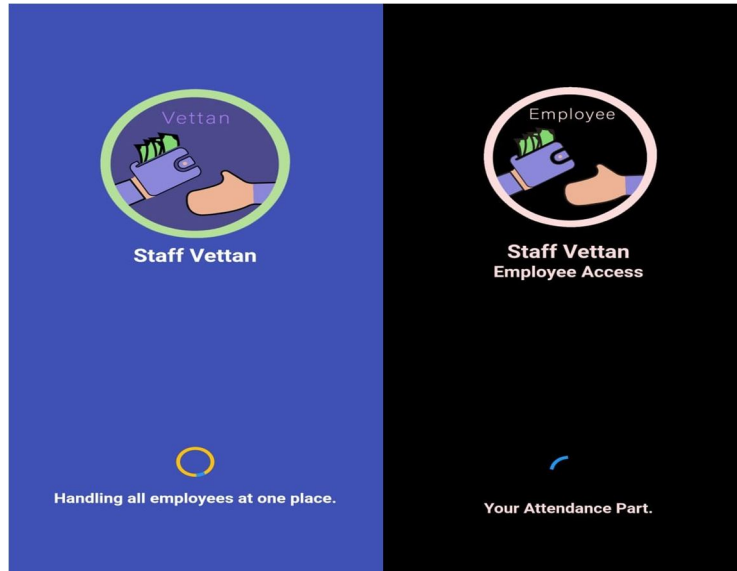 Vettan
Staff Vettan
Handling all employees at one place.
Employee
Staff Vettan
Employee Access
Your Attendance Part.